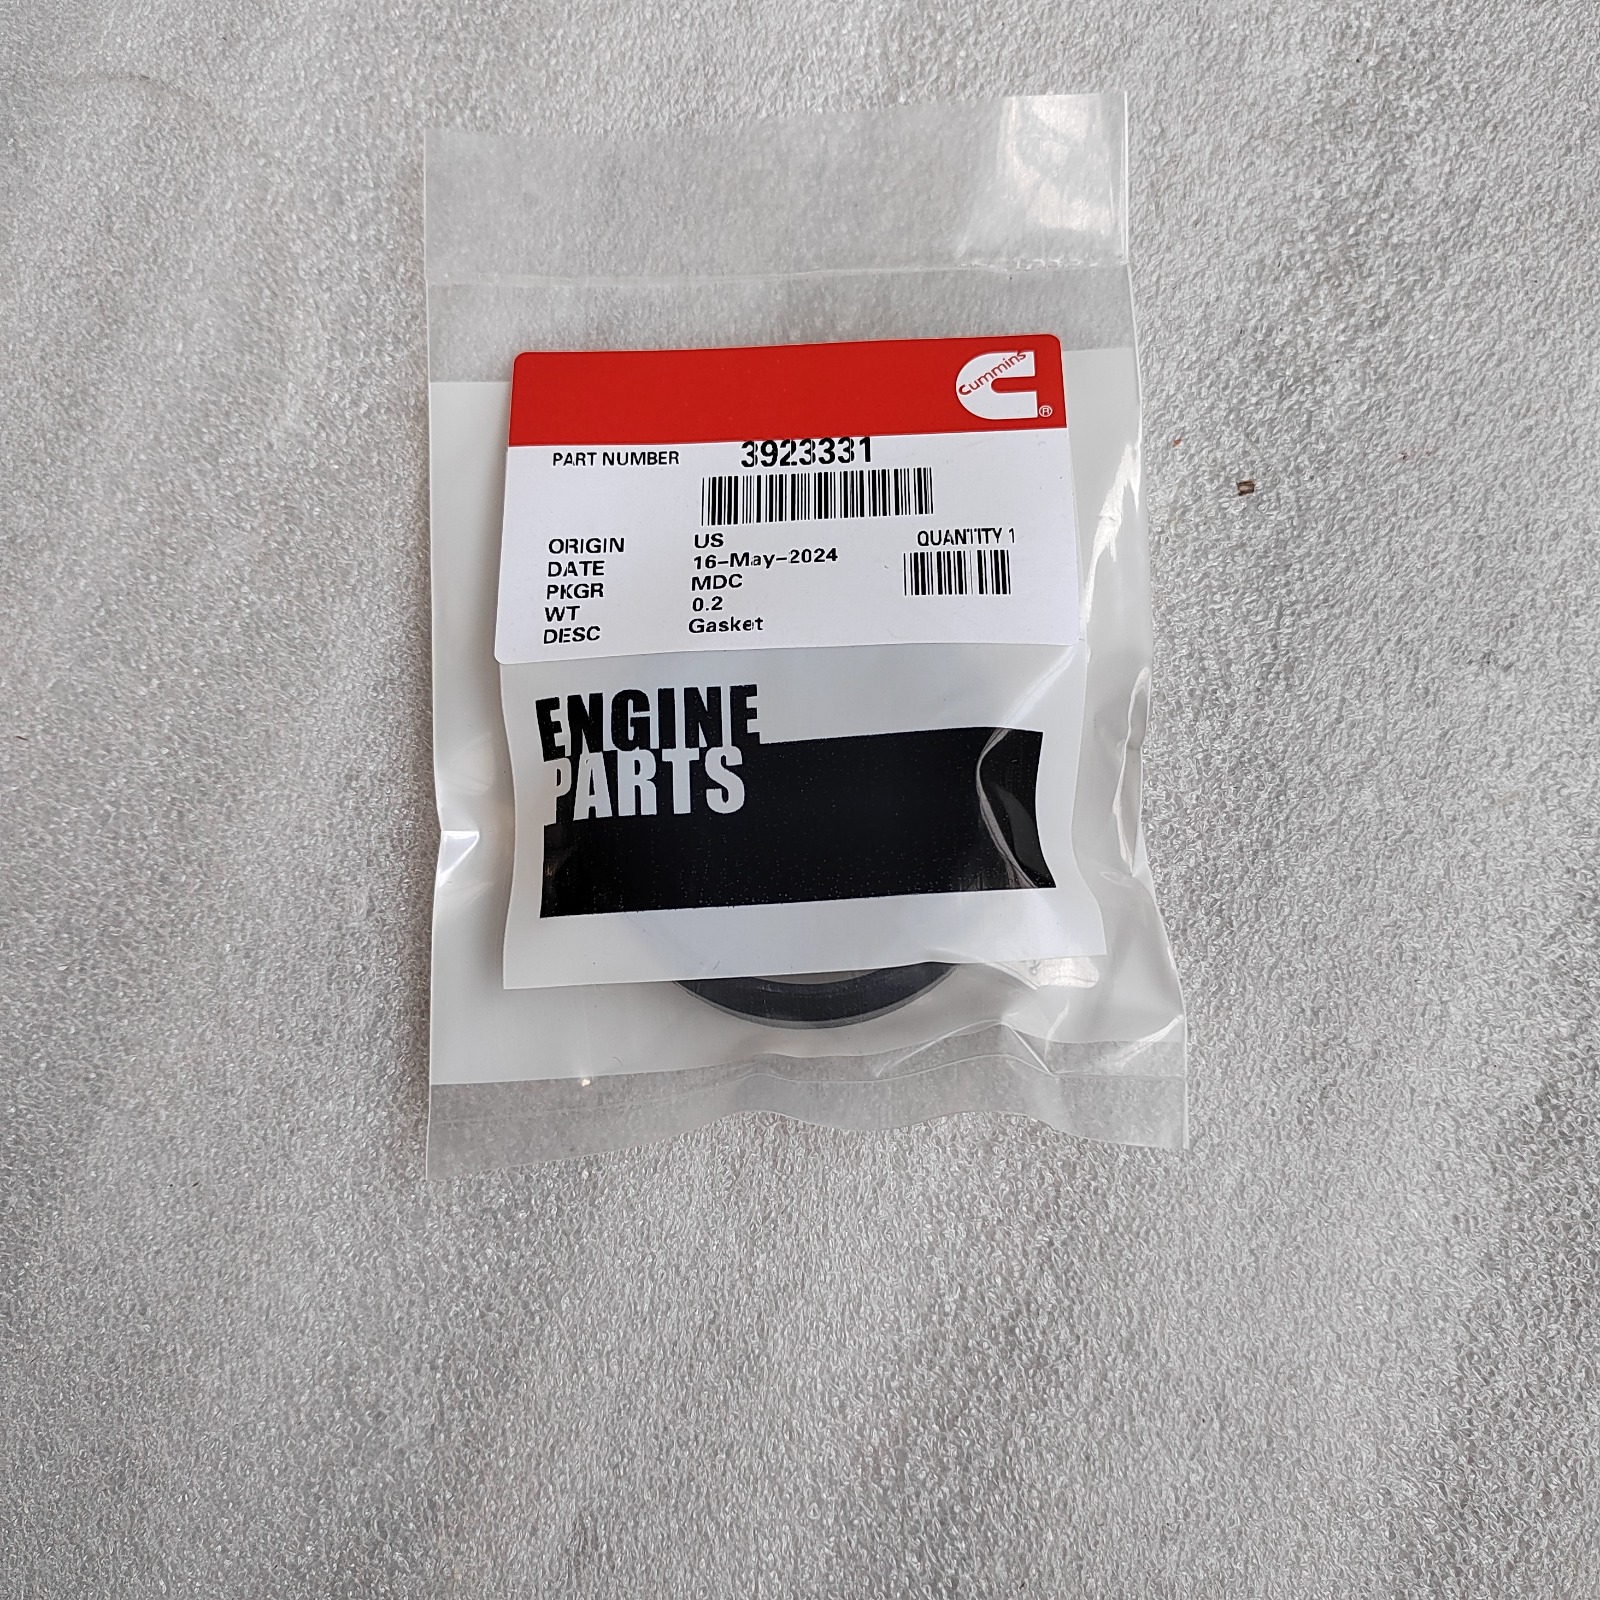 Cummins
®
PART NUMBER 3923331
ORIGIN US QUANTITY 1
DATE 16-May-2024
PKGR MDC
WT 0.2
DESC Gasket
ENGINE
PARTS